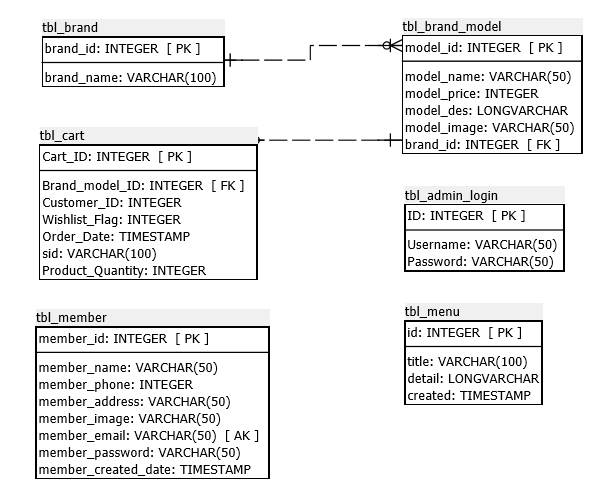 tbl_brand
brand_id: INTEGER [ PK ]
brand_name: VARCHAR(100)
tbl_brand_model
model_id: INTEGER [ PK ]
model_name: VARCHAR(50)
model_price: INTEGER
model_des: LONGVARCHAR
model_image: VARCHAR(50)
brand_id: INTEGER [ FK ]
tbl_cart
Cart_ID: INTEGER [ PK ]
Brand_model_ID: INTEGER [ FK ]
Customer_ID: INTEGER
Wishlist_Flag: INTEGER
Order_Date: TIMESTAMP
sid: VARCHAR(100)
Product_Quantity: INTEGER
tbl_admin_login
ID: INTEGER [ PK ]
Username: VARCHAR(50)
Password: VARCHAR(50)
tbl_member
member_id: INTEGER [ PK ]
member_name: VARCHAR(50)
member_phone: INTEGER
member_address: VARCHAR(50)
member_image: VARCHAR(50)
member_email: VARCHAR(50) [ AK ]
member_password: VARCHAR(50)
member_created_date: TIMESTAMP
tbl_menu
id: INTEGER [ PK ]
title: VARCHAR(100)
detail: LONGVARCHAR
created: TIMESTAMP